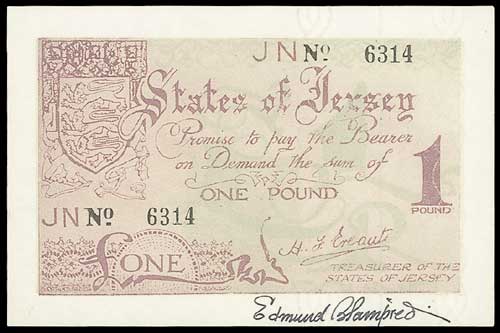 JN No 6314
States of Jersey
Promise to pay the Bearer
on Demand the sum of
ONE POUND
1
POUND
JN No 6314
£ONE
H. F. Ereaut
TREASURER OF THE
STATES OF JERSEY
Edmund Blampied